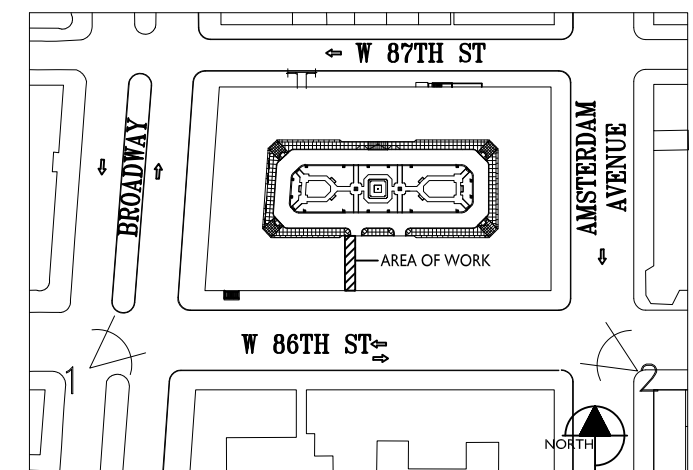 W 87TH ST
BROADWAY
AMSTERDAM
AVENUE
AREA OF WORK
W 86TH ST
1
2
NORTH